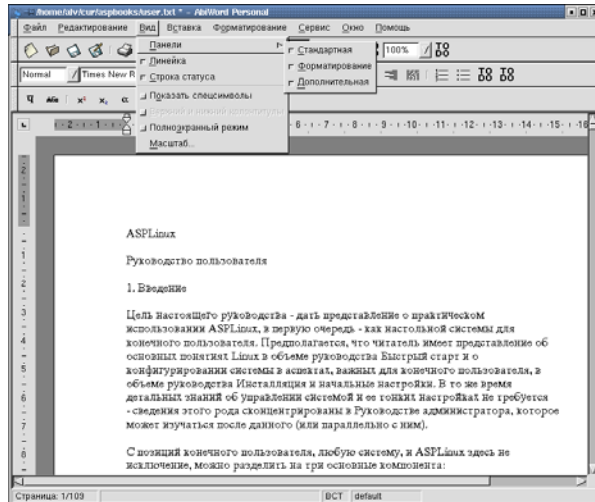 /home/alv/cur/aspbooks/user.txt * - AbiWord Personal
Файл Редактирование Вид Вставка Форматирование Сервис Окно Помощь
Панели
Линейка
Строка статуса
Показать спецсимволы
Верхний и нижний колонтитулы
Полноэкранный режим
Масштаб...
Стандартная
Форматирование
Дополнительная
100%
Normal Times New R
ASPLinux
Руководство пользователя
1. Введение
Цель настоящего руководства - дать представление о практическом
использовании ASPLinux, в первую очередь - как настольной системы для
конечного пользователя. Предполагается, что читатель имеет представление об
основных понятиях Linux в объеме руководства Быстрый старт и о
конфигурировании системы в аспектах, важных для конечного пользователя, в
объеме руководства Инсталляция и начальные настройки. В то же время
детальных знаний об управлении системой и ее тонких настройках не требуется
- сведения этого рода сконцентрированы в Руководстве администратора, которое
может изучаться после данного (или параллельно с ним).
С позиций конечного пользователя, любую систему, и ASPLinux здесь не
исключение, можно разделить на три основные компонента:
Страница: 1/109 ВСТ default